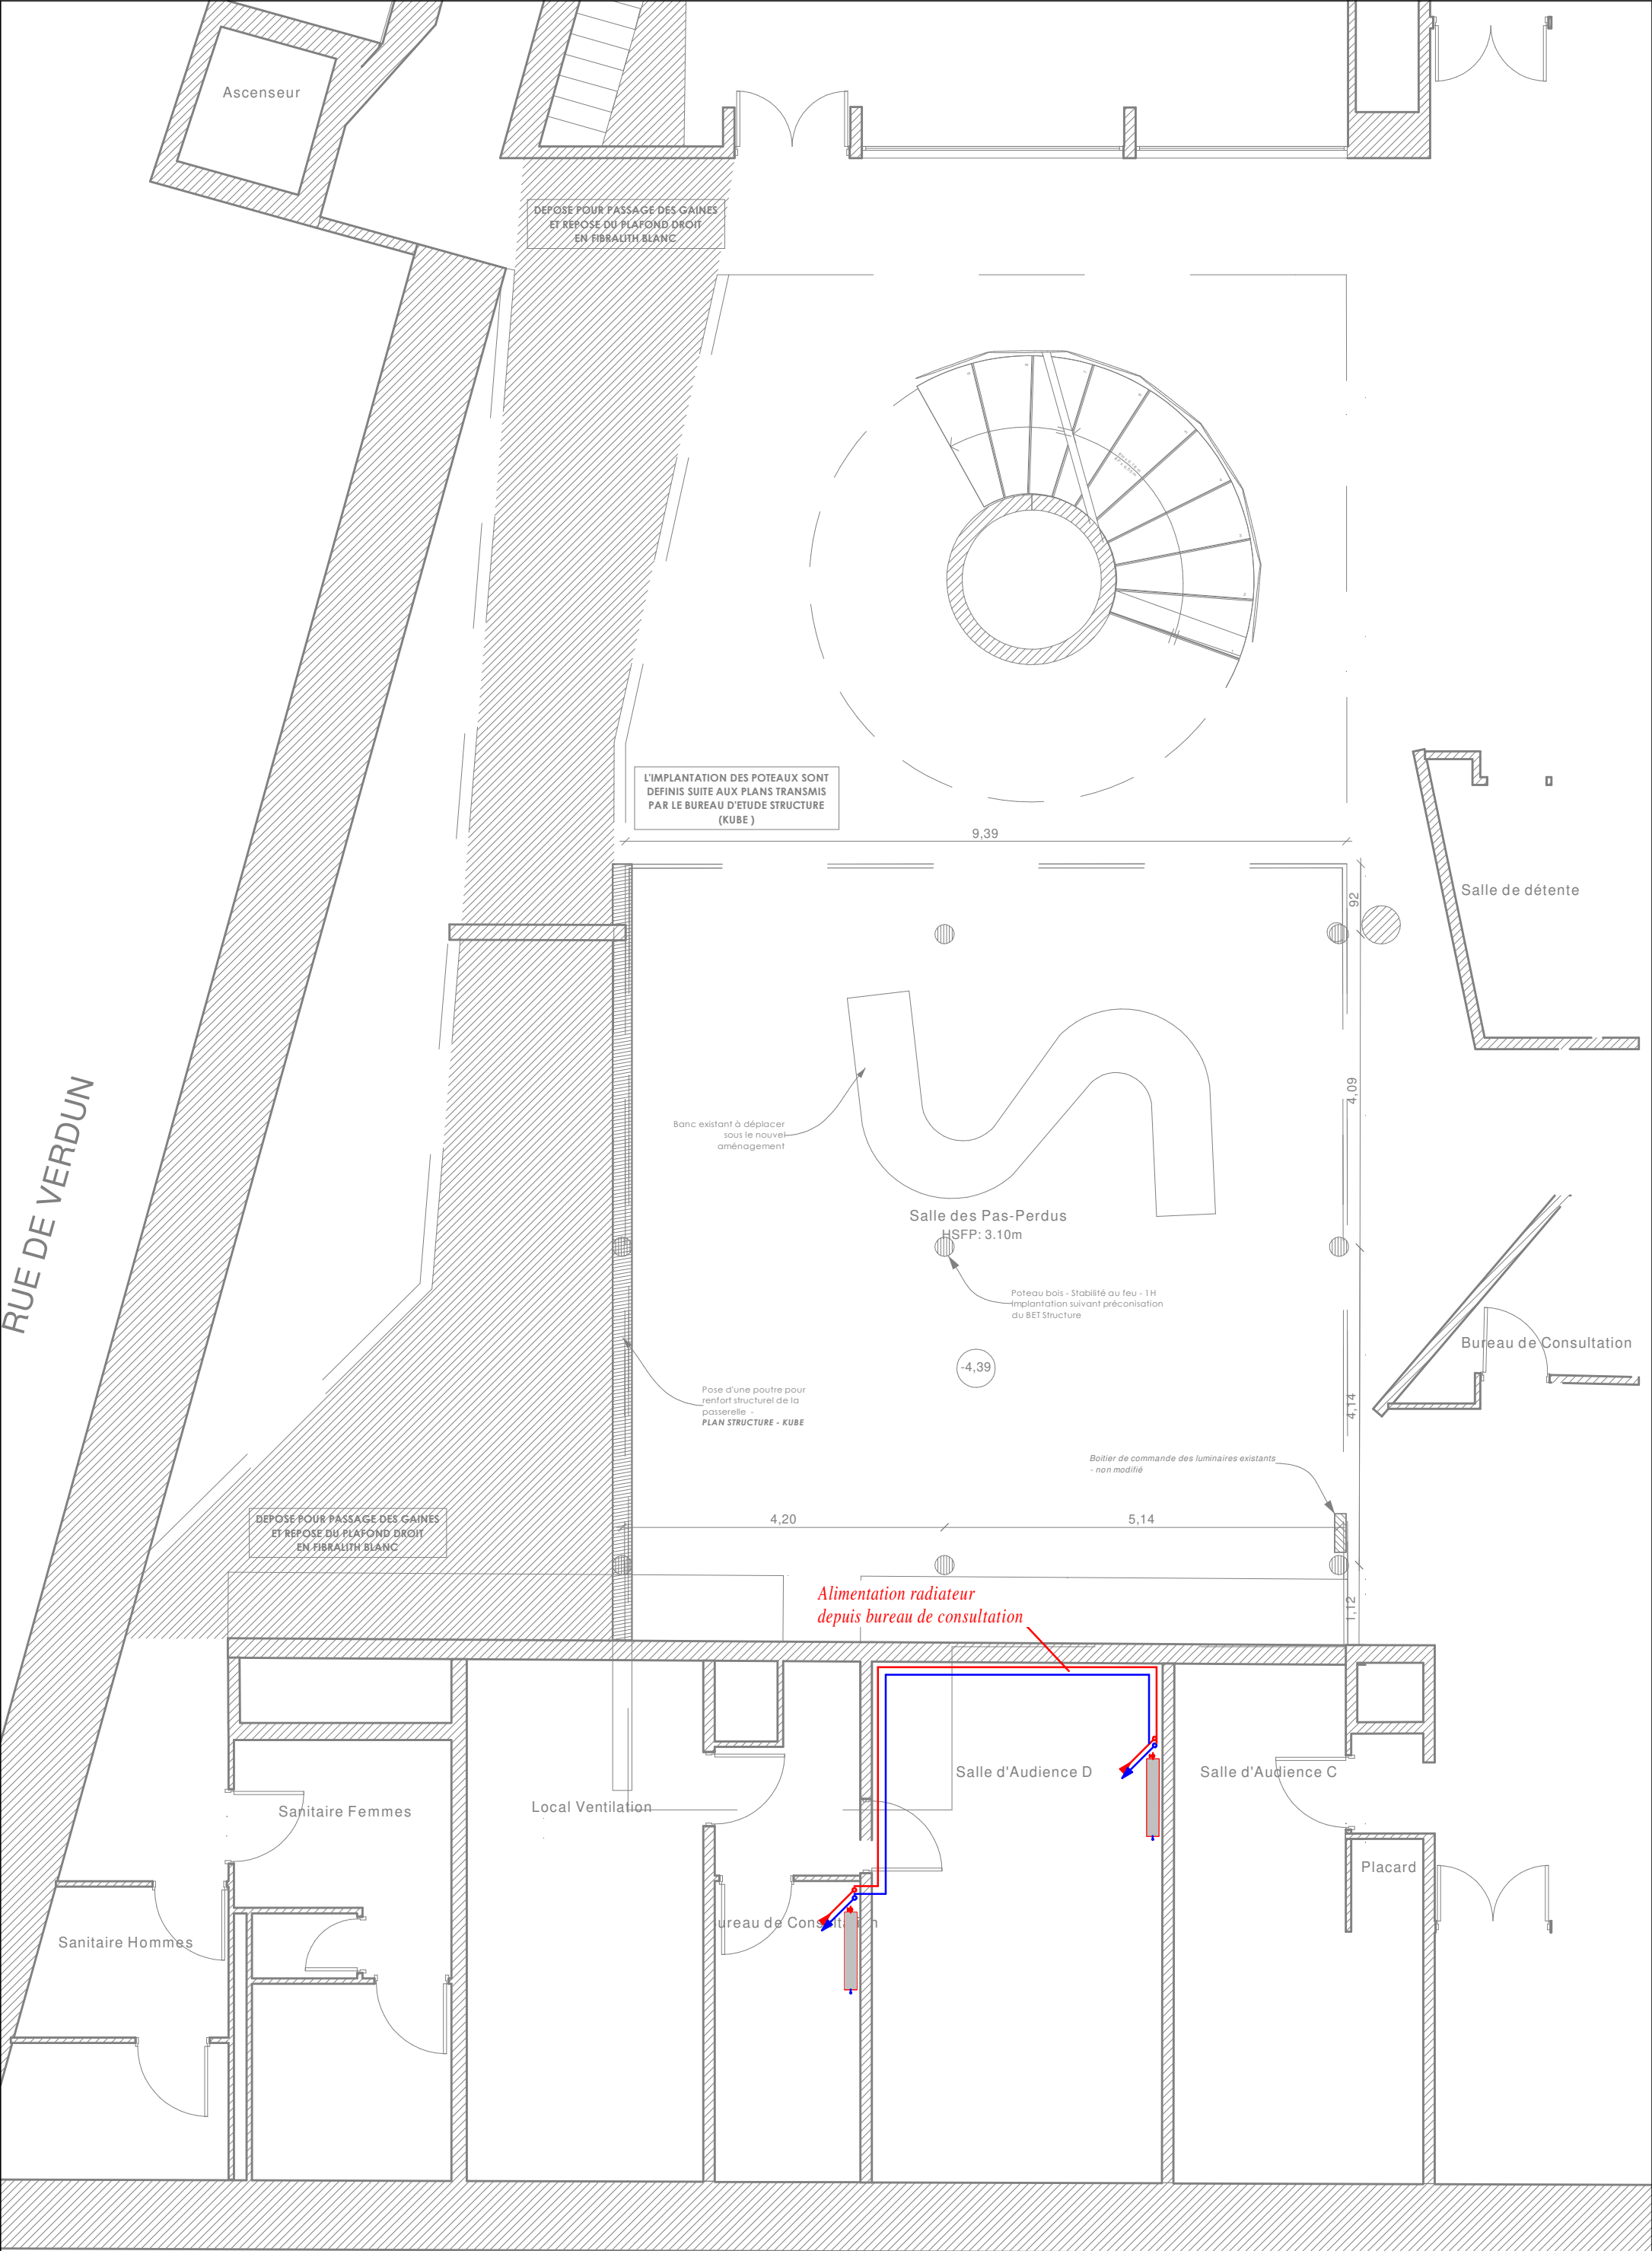 Ascenseur
DEPOSE POUR PASSAGE DES GAINES
ET REPOSE DU PLAFOND DROIT
EN FIBRALITH BLANC
L'IMPLANTATION DES POTEAUX SONT
DEFINIS SUITE AUX PLANS TRANSMIS
PAR LE BUREAU D'ETUDE STRUCTURE
(KUBE )
9,39
92
Salle de détente
4,09
RUE DE VERDUN
Banc existant à déplacer
sous le nouvel
aménagement
Salle des Pas-Perdus
HSFP: 3.10m
Poteau bois - Stabilité au feu - 1H
Implantation suivant préconisation
du BET Structure
Bureau de Consultation
-4,39
Pose d'une poutre pour
renfort structurel de la
passerelle -
PLAN STRUCTURE - KUBE
4,14
Boitier de commande des luminaires existants
- non modifié
DEPOSE POUR PASSAGE DES GAINES
ET REPOSE DU PLAFOND DROIT
EN FIBRALITH BLANC
4,20
5,14
1,12
Alimentation radiateur
depuis bureau de consultation
Salle d'Audience D
Salle d'Audience C
Local Ventilation
Sanitaire Femmes
Placard
Bureau de Consultation
Sanitaire Hommes